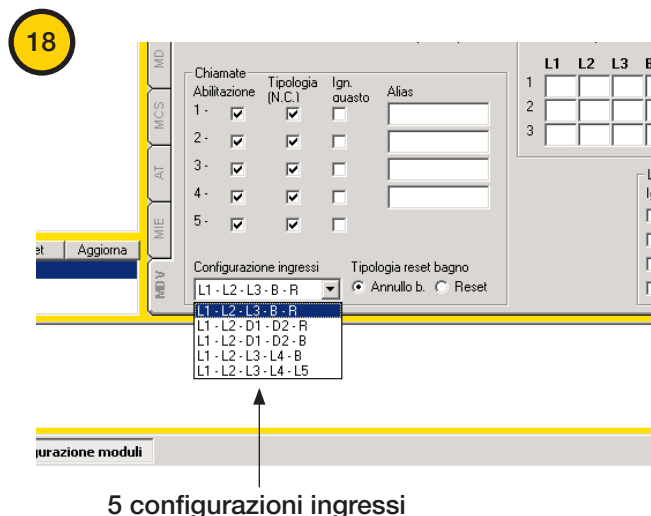 18
L1 L2 L3
MD
MCS
AT
MIE
MDV
Chiamate
Abilitazione Tipologia (N.C.) Ign. guasto Alias
1 -
2 -
3 -
4 -
5 -
1
2
3
Aggiorna
Configurazione ingressi Tipologia reset bagno
L1 - L2 - L3 - B - R Annullo b. Reset
L1 - L2 - L3 - B - R
L1 - L2 - D1 - D2 - R
L1 - L2 - D1 - D2 - B
L1 - L2 - L3 - L4 - B
L1 - L2 - L3 - L4 - L5
gurazione moduli
5 configurazioni ingressi